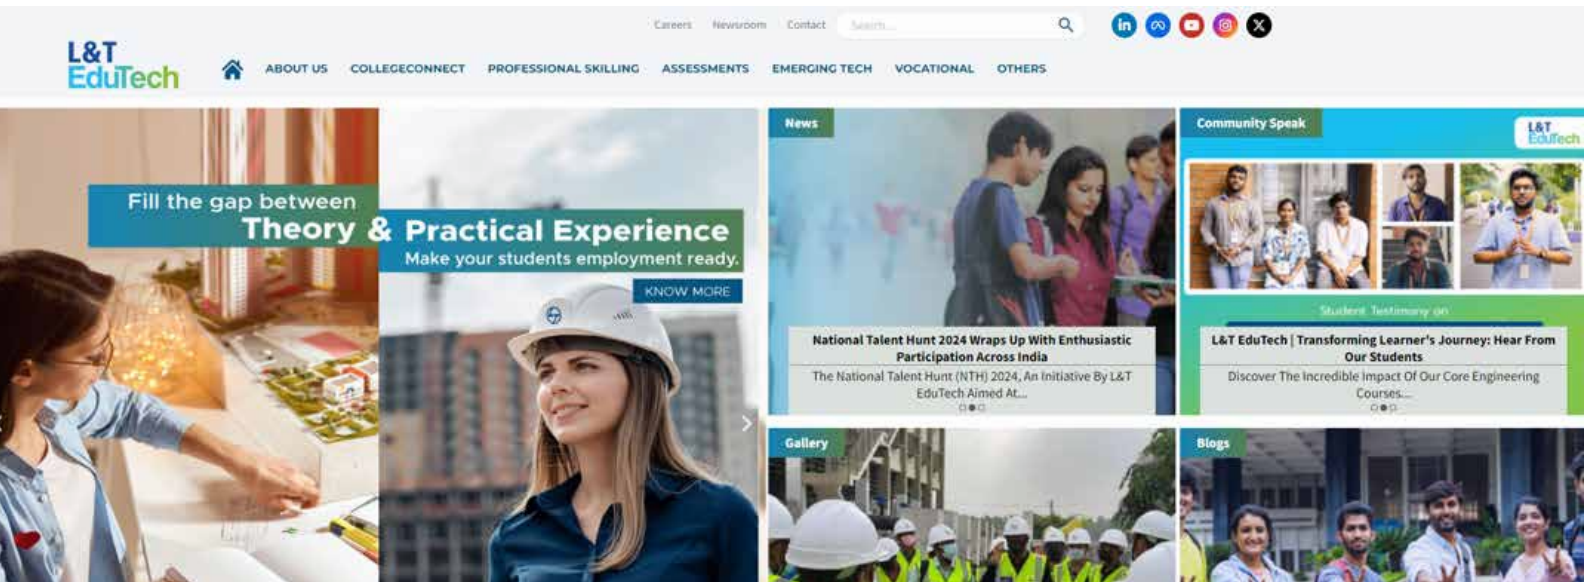 Careers Newsroom Contact Search...
L&T
EduTech
ABOUT US COLLEGECONNECT PROFESSIONAL SKILLING ASSESSMENTS EMERGING TECH VOCATIONAL OTHERS
Fill the gap between
Theory & Practical Experience
Make your students employment ready.
KNOW MORE
News
National Talent Hunt 2024 Wraps Up With Enthusiastic
Participation Across India
The National Talent Hunt (NTH) 2024, An Initiative By L&T
EduTech Aimed At...
Community Speak
L&T
EduTech
Student Testimony on
L&T EduTech | Transforming Learner's Journey: Hear From
Our Students
Discover The Incredible Impact Of Our Core Engineering
Courses...
Gallery
Blogs